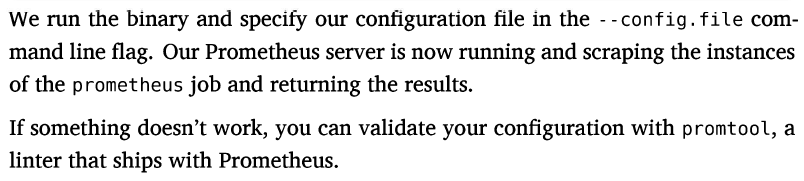 We run the binary and specify our configuration file in the --config.file com-
mand line flag. Our Prometheus server is now running and scraping the instances
of the prometheus job and returning the results.
If something doesn't work, you can validate your configuration with promtool, a
linter that ships with Prometheus.